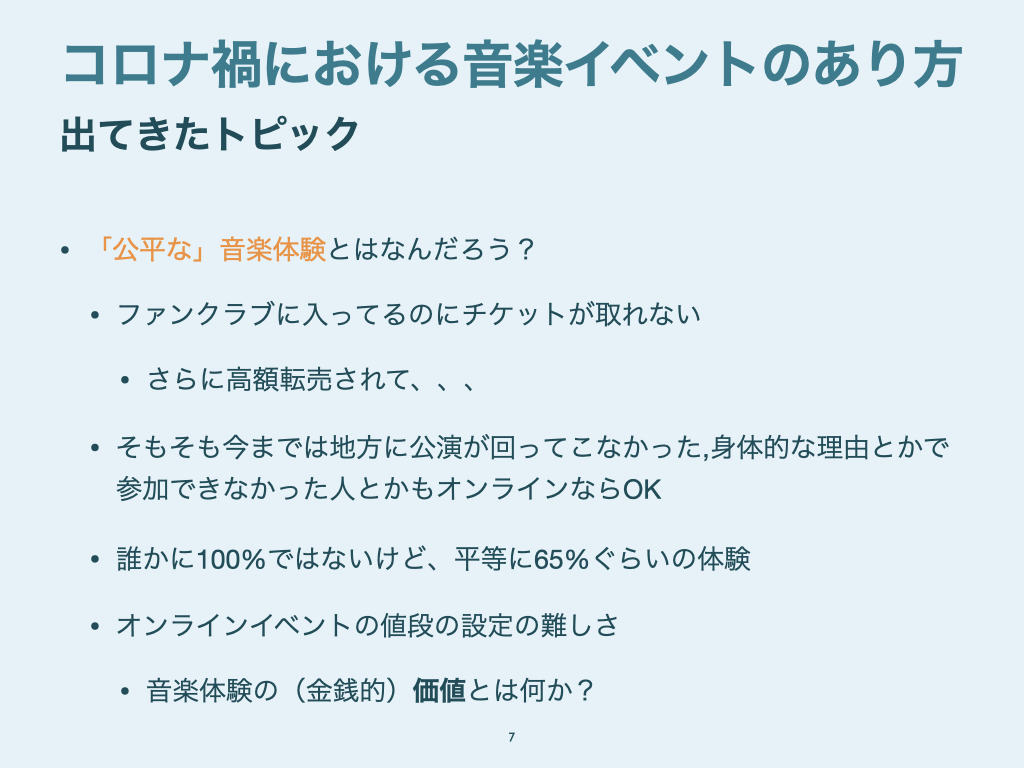 コロナ禍における音楽イベントのあり方
出てきたトピック
• 「公平な」音楽体験とはなんだろう？
• ファンクラブに入ってるのにチケットが取れない
• さらに高額転売されて、、、
• そもそも今までは地方に公演が回ってこなかった,身体的な理由とかで
参加できなかった人とかもオンラインならOK
• 誰かに100%ではないけど、平等に65%ぐらいの体験
• オンラインイベントの値段の設定の難しさ
• 音楽体験の（金銭的）価値とは何か？
7